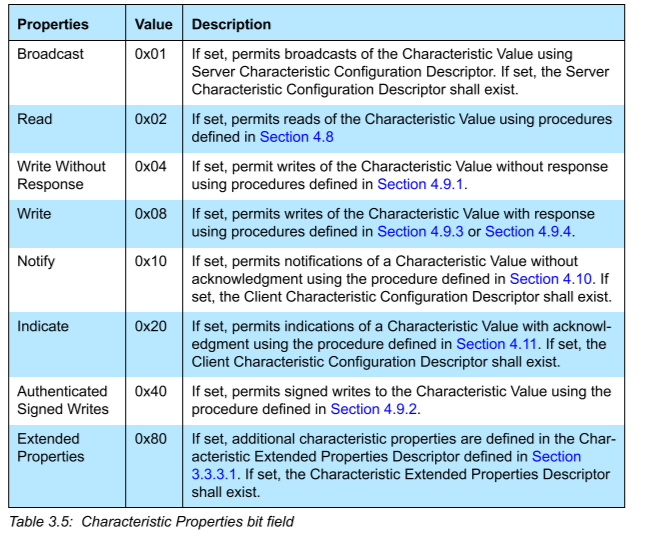 Properties Value Description
Broadcast 0x01 If set, permits broadcasts of the Characteristic Value using
Server Characteristic Configuration Descriptor. If set, the Server
Characteristic Configuration Descriptor shall exist.
Read 0x02 If set, permits reads of the Characteristic Value using procedures
defined in Section 4.8
Write Without 0x04 If set, permit writes of the Characteristic Value without response
Response using procedures defined in Section 4.9.1.
Write 0x08 If set, permits writes of the Characteristic Value with response
using procedures defined in Section 4.9.3 or Section 4.9.4.
Notify 0x10 If set, permits notifications of a Characteristic Value without
acknowledgment using the procedure defined in Section 4.10. If
set, the Client Characteristic Configuration Descriptor shall exist.
Indicate 0x20 If set, permits indications of a Characteristic Value with acknowl-
edgment using the procedure defined in Section 4.11. If set, the
Client Characteristic Configuration Descriptor shall exist.
Authenticated 0x40 If set, permits signed writes to the Characteristic Value using the
Signed Writes procedure defined in Section 4.9.2.
Extended 0x80 If set, additional characteristic properties are defined in the Char-
Properties acteristic Extended Properties Descriptor defined in Section
3.3.3.1. If set, the Characteristic Extended Properties Descriptor
shall exist.
Table 3.5: Characteristic Properties bit field